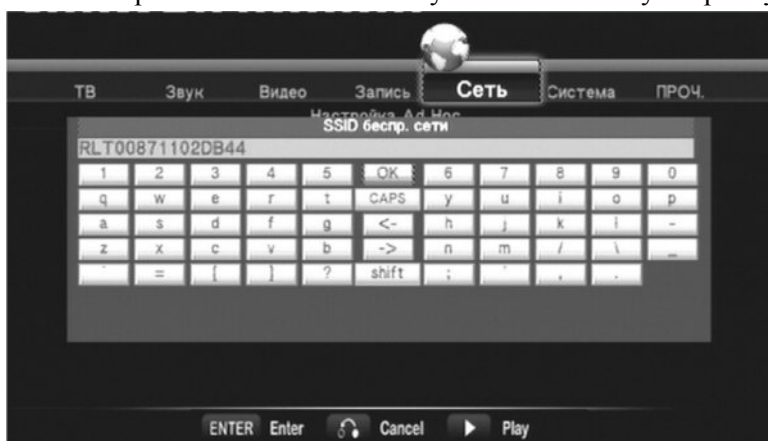 ТВ Звук Видео Запись Сеть Система ПРОЧ.
Настройка Ad Hoc
SSID беспр. сети
RLT00871102DB44
1 2 3 4 5 OK 6 7 8 9 0
q w e r t CAPS y u i o p
a s d f g <- h j k l -
z x c v b -> n m / \ _
` = [ ] ? shift ; ' , .
ENTER Enter Cancel Play